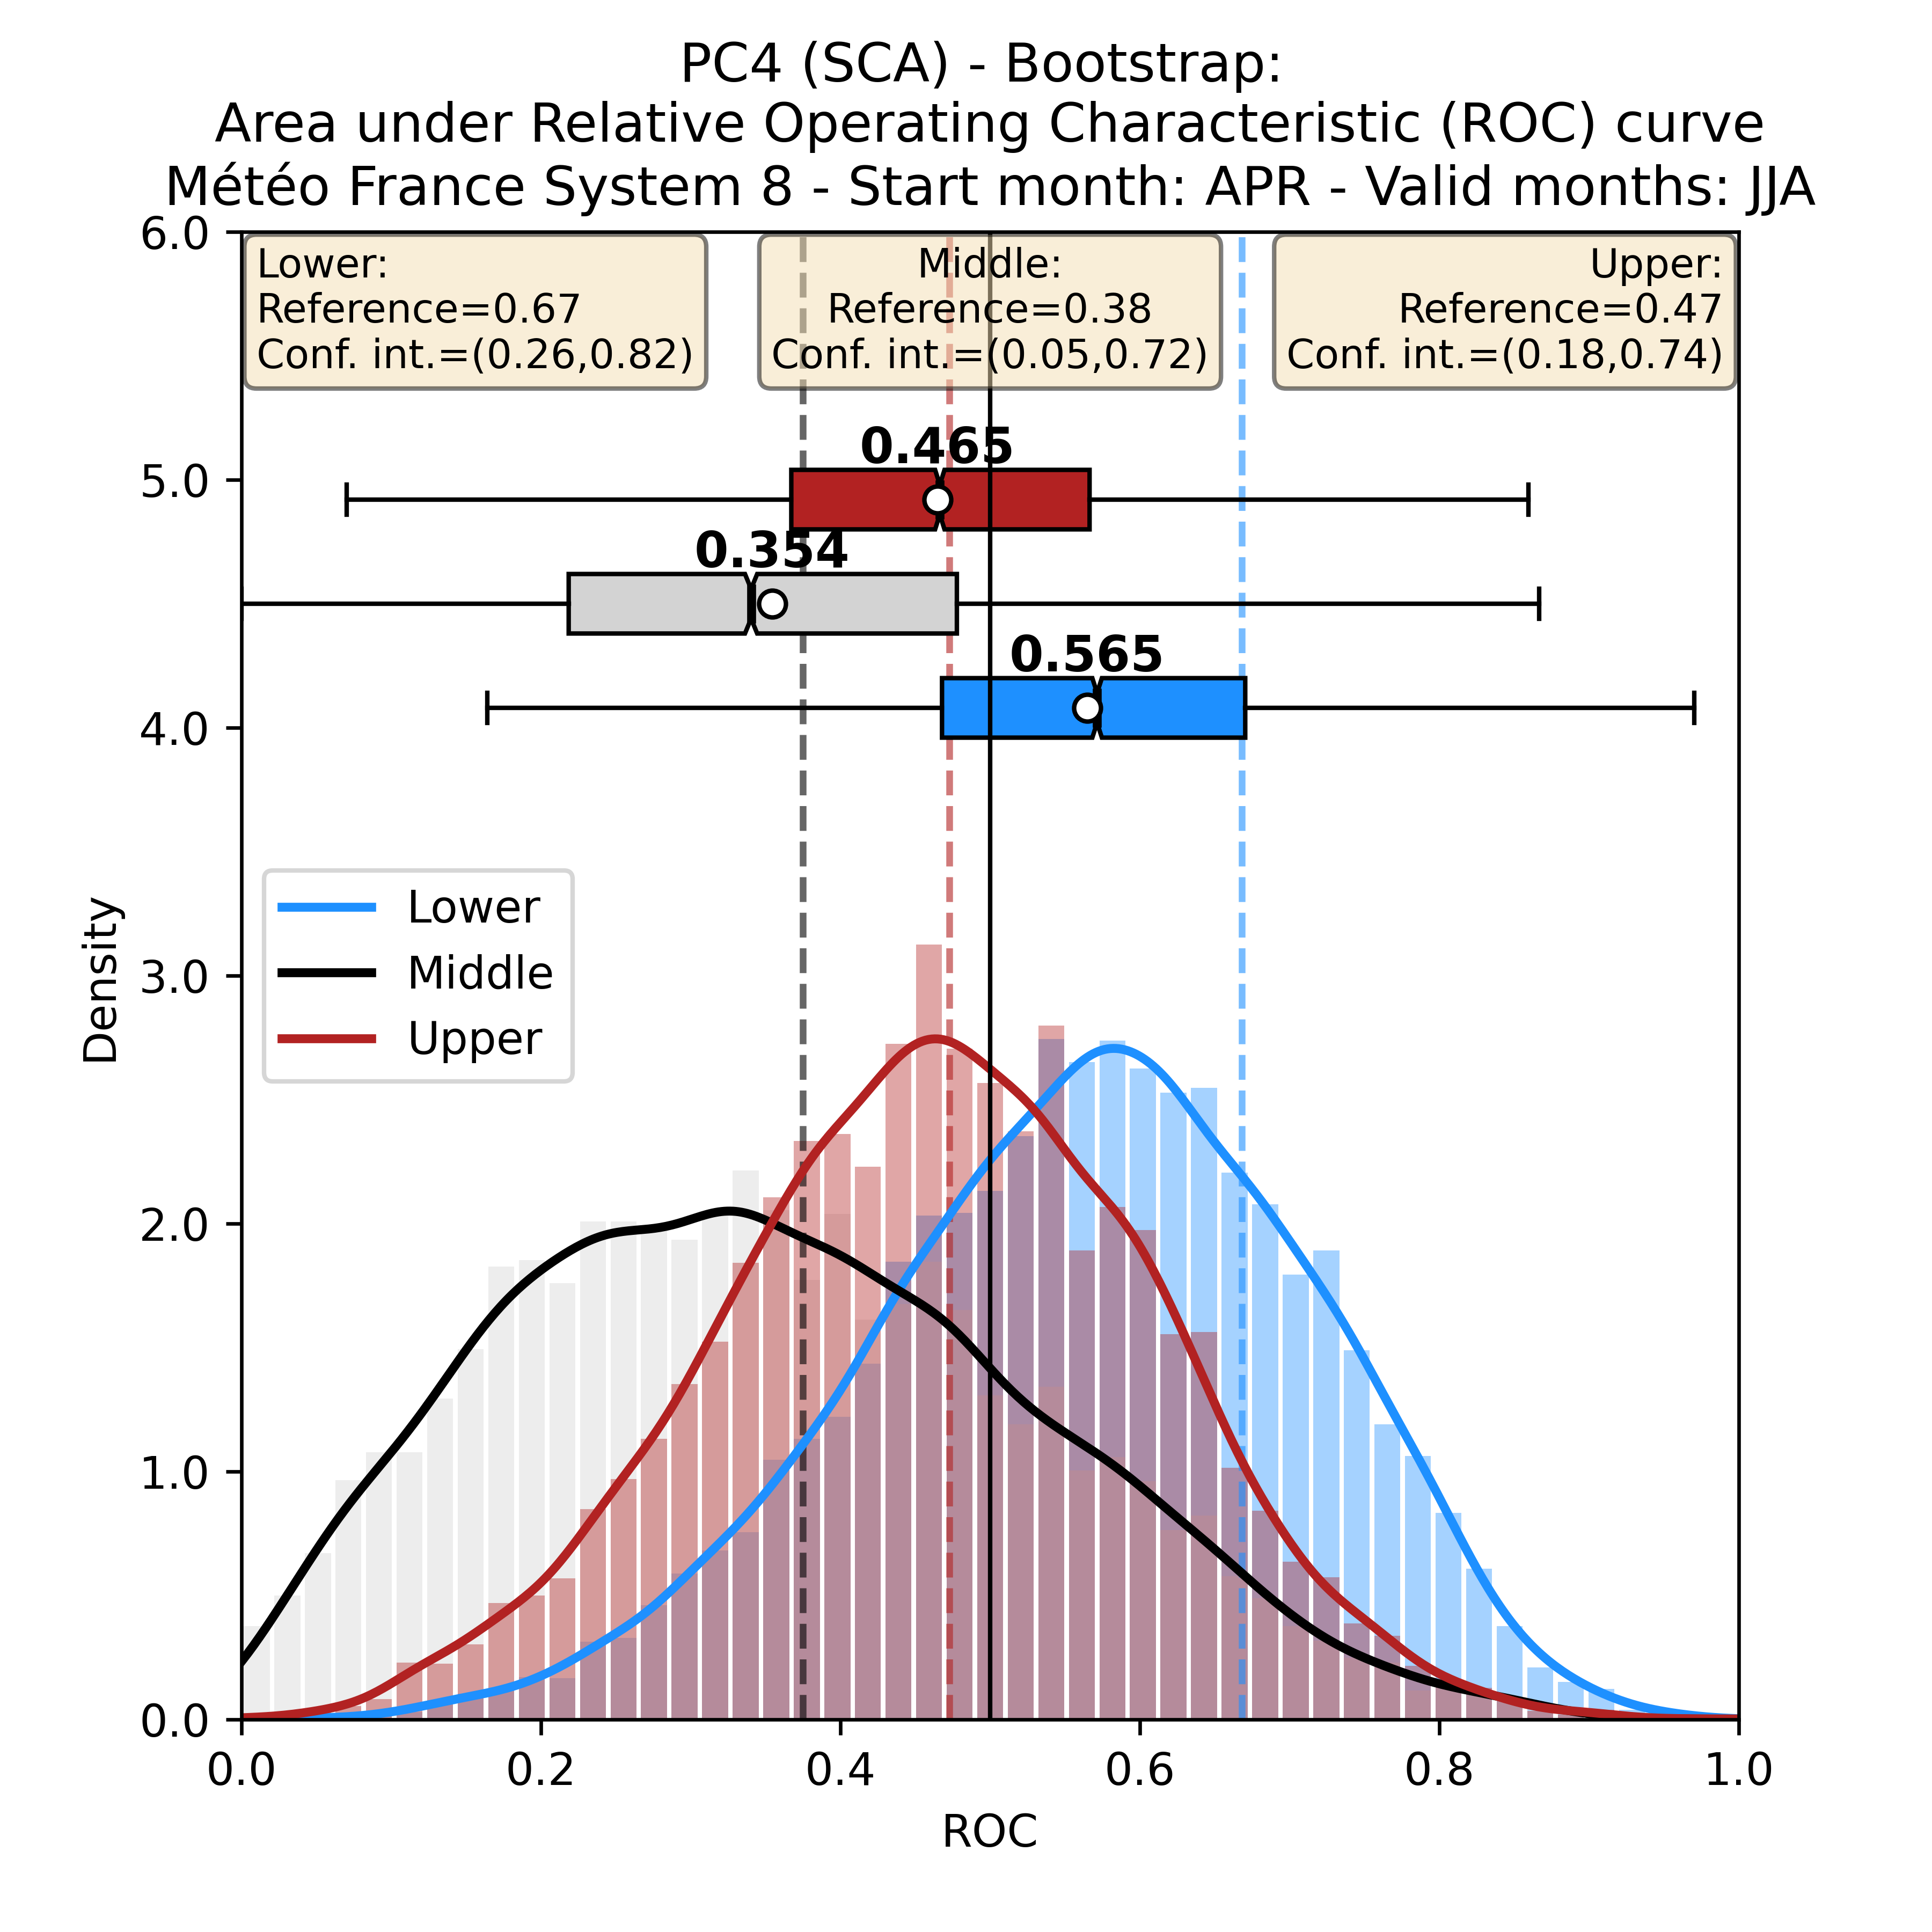 PC4 (SCA) - Bootstrap:
Area under Relative Operating Characteristic (ROC) curve
Météo France System 8 - Start month: APR - Valid months: JJA
6.0
Lower:
Reference=0.67
Conf. int.=(0.26,0.82)
Middle:
Reference=0.38
Conf. int.=(0.05,0.72)
Upper:
Reference=0.47
Conf. int.=(0.18,0.74)
0.465
5.0
0.354
0.565
4.0
Density
Lower
Middle
Upper
3.0
2.0
1.0
0.0
0.0 0.2 0.4 0.6 0.8 1.0
ROC